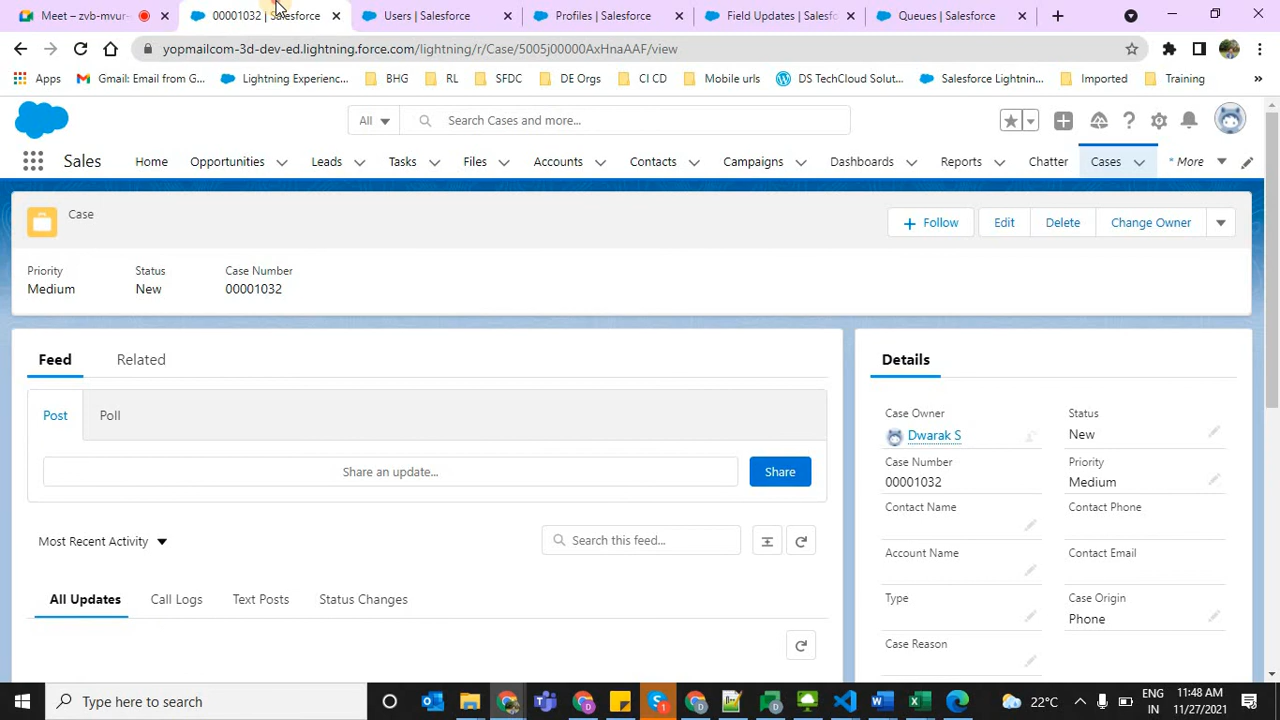 Meet – zvb-mvur-
00001032 | Salesforce
Users | Salesforce
Profiles | Salesforce
Field Updates | Salesfo
Queues | Salesforce
yopmailcom-3d-dev-ed.lightning.force.com/lightning/r/Case/5005j00000AxHnaAAF/view
Apps
Gmail: Email from G...
Lightning Experienc...
BHG
RL
SFDC
DE Orgs
CI CD
Mobile urls
DS TechCloud Solut...
Salesforce Lightnin...
Imported
Training
»
All
Search Cases and more...
Sales
Home
Opportunities
Leads
Tasks
Files
Accounts
Contacts
Campaigns
Dashboards
Reports
Chatter
Cases
* More
Case
+ Follow
Edit
Delete
Change Owner
Priority
Status
Case Number
Medium
New
00001032
Feed
Related
Details
Post
Poll
Share an update...
Share
Most Recent Activity
Search this feed...
All Updates
Call Logs
Text Posts
Status Changes
Case Owner
Status
Dwarak S
New
Case Number
Priority
00001032
Medium
Contact Name
Contact Phone
Account Name
Contact Email
Type
Case Origin
Phone
Case Reason
Type here to search
1
22°C
ENG
IN
11:48 AM
11/27/2021